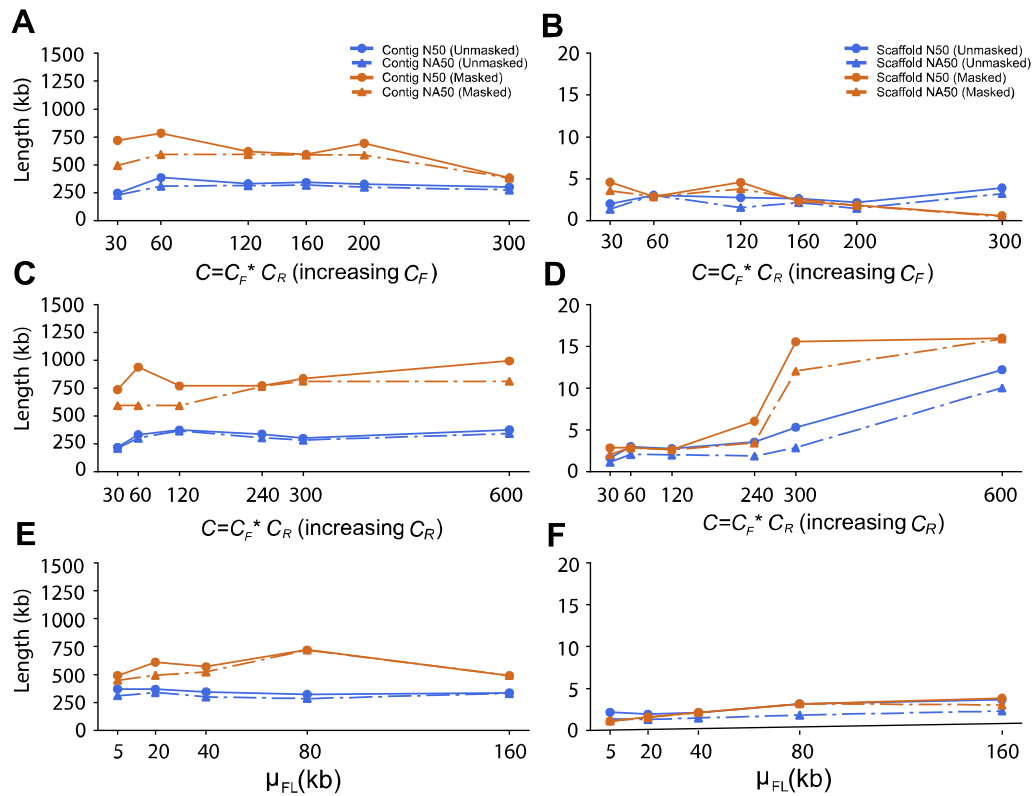 A
Length (kb)
1500
1250
1000
750
500
250
0
Contig N50 (Unmasked)
Contig NA50 (Unmasked)
Contig N50 (Masked)
Contig NA50 (Masked)
30 60 120 160 200 300
C=C_F* C_R (increasing C_F)
B
20
15
10
5
0
Scaffold N50 (Unmasked)
Scaffold NA50 (Unmasked)
Scaffold N50 (Masked)
Scaffold NA50 (Masked)
30 60 120 160 200 300
C=C_F* C_R (increasing C_F)
C
Length (kb)
1500
1250
1000
750
500
250
0
30 60 120 240 300 600
C=C_F* C_R (increasing C_R)
D
20
15
10
5
0
30 60 120 240 300 600
C=C_F* C_R (increasing C_R)
E
Length (kb)
1500
1250
1000
750
500
250
0
5 20 40 80 160
μ_FL(kb)
F
20
15
10
5
0
5 20 40 80 160
μ_FL(kb)